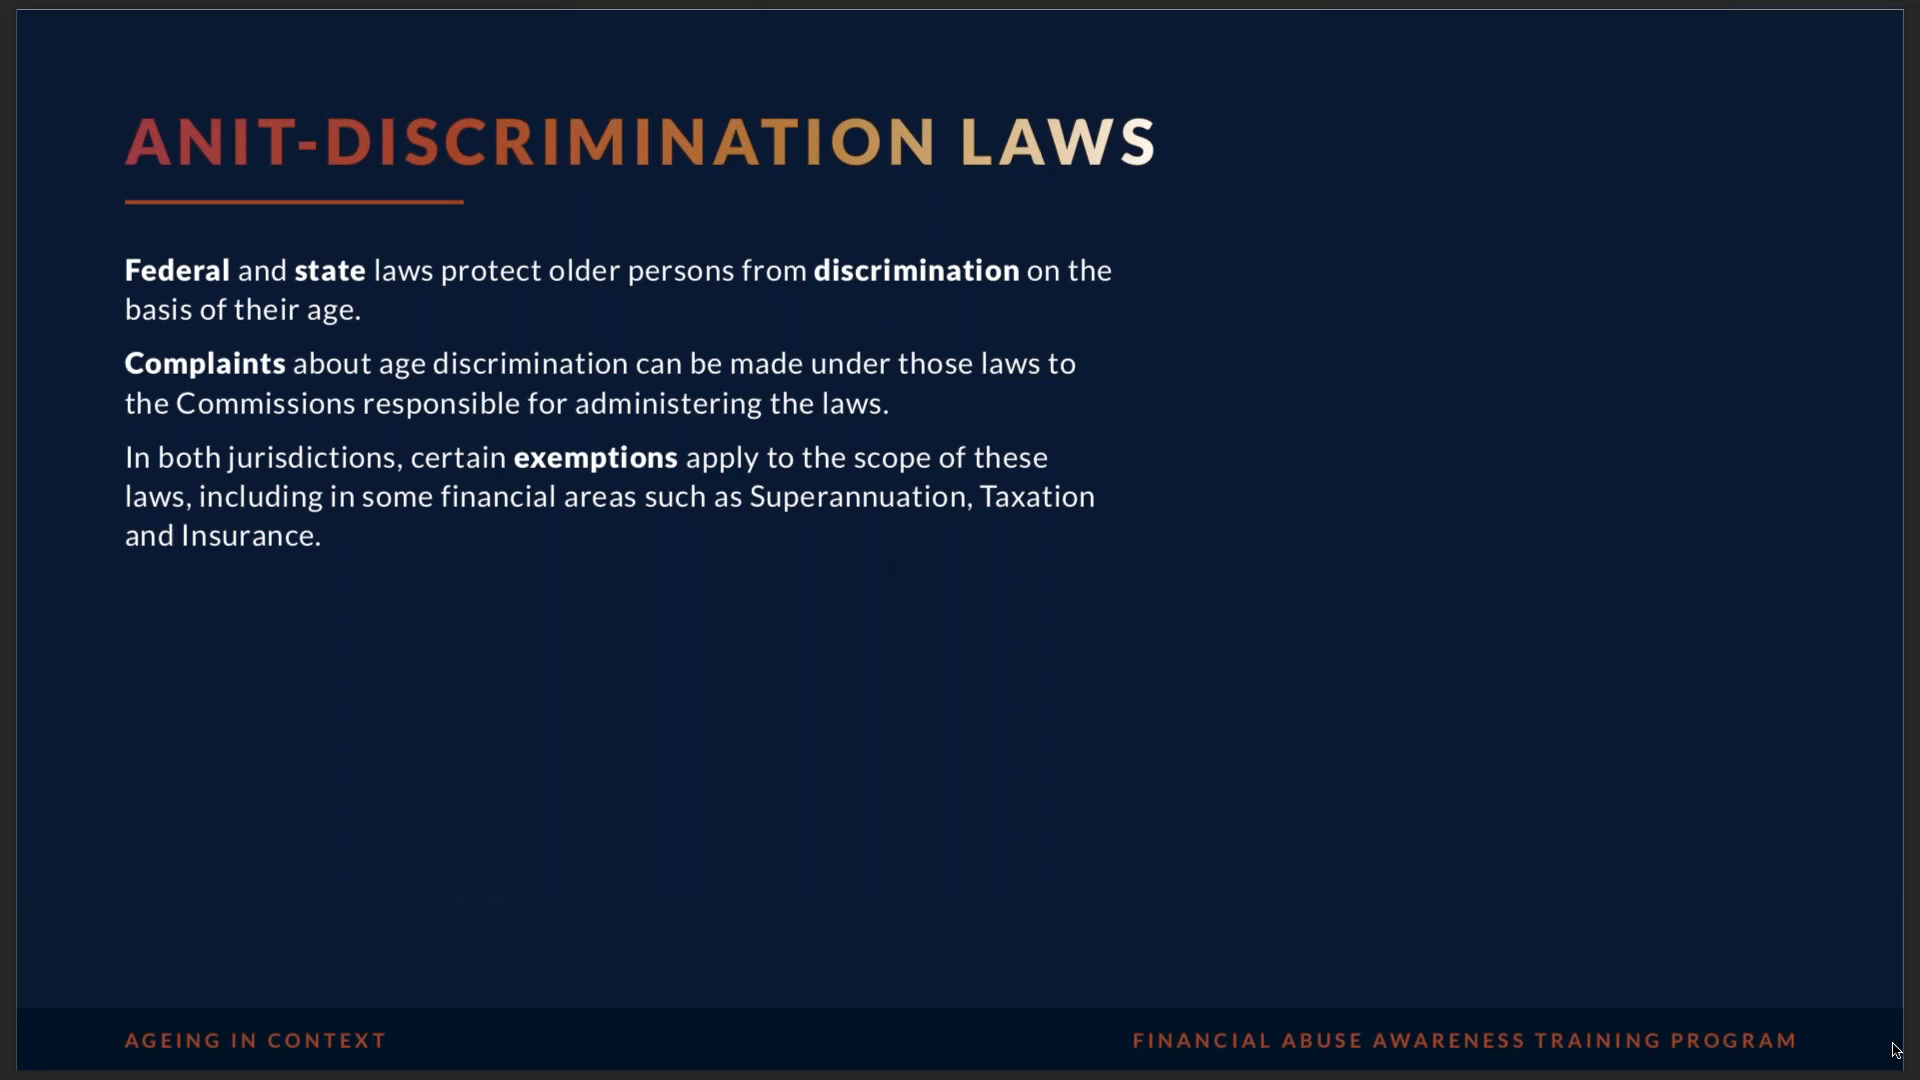 ANIT-DISCRIMINATION LAWS
Federal and state laws protect older persons from discrimination on the
basis of their age.
Complaints about age discrimination can be made under those laws to
the Commissions responsible for administering the laws.
In both jurisdictions, certain exemptions apply to the scope of these
laws, including in some financial areas such as Superannuation, Taxation
and Insurance.
AGEING IN CONTEXT
FINANCIAL ABUSE AWARENESS TRAINING PROGRAM